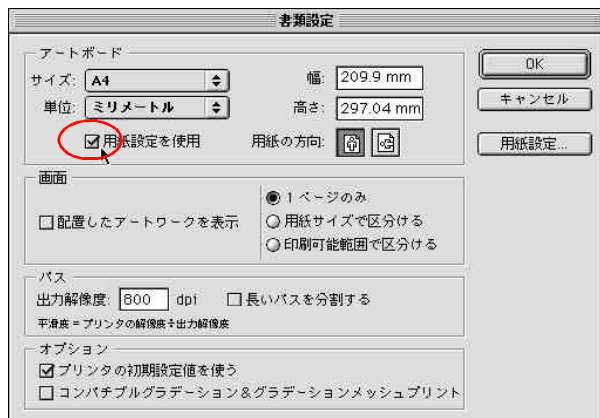 書類設定
アートボード
サイズ: A4
幅: 209.9 mm
単位: ミリメートル
高さ: 297.04 mm
用紙設定を使用
用紙の方向:
OK
キャンセル
用紙設定...
画面
配置したアートワークを表示
1 ページのみ
用紙サイズで区分ける
印刷可能範囲で区分ける
パス
出力解像度: 800 dpi
長いパスを分割する
平滑度 = プリンタの解像度÷出力解像度
オプション
プリンタの初期設定値を使う
コンパチブルグラデーション&グラデーションメッシュプリント